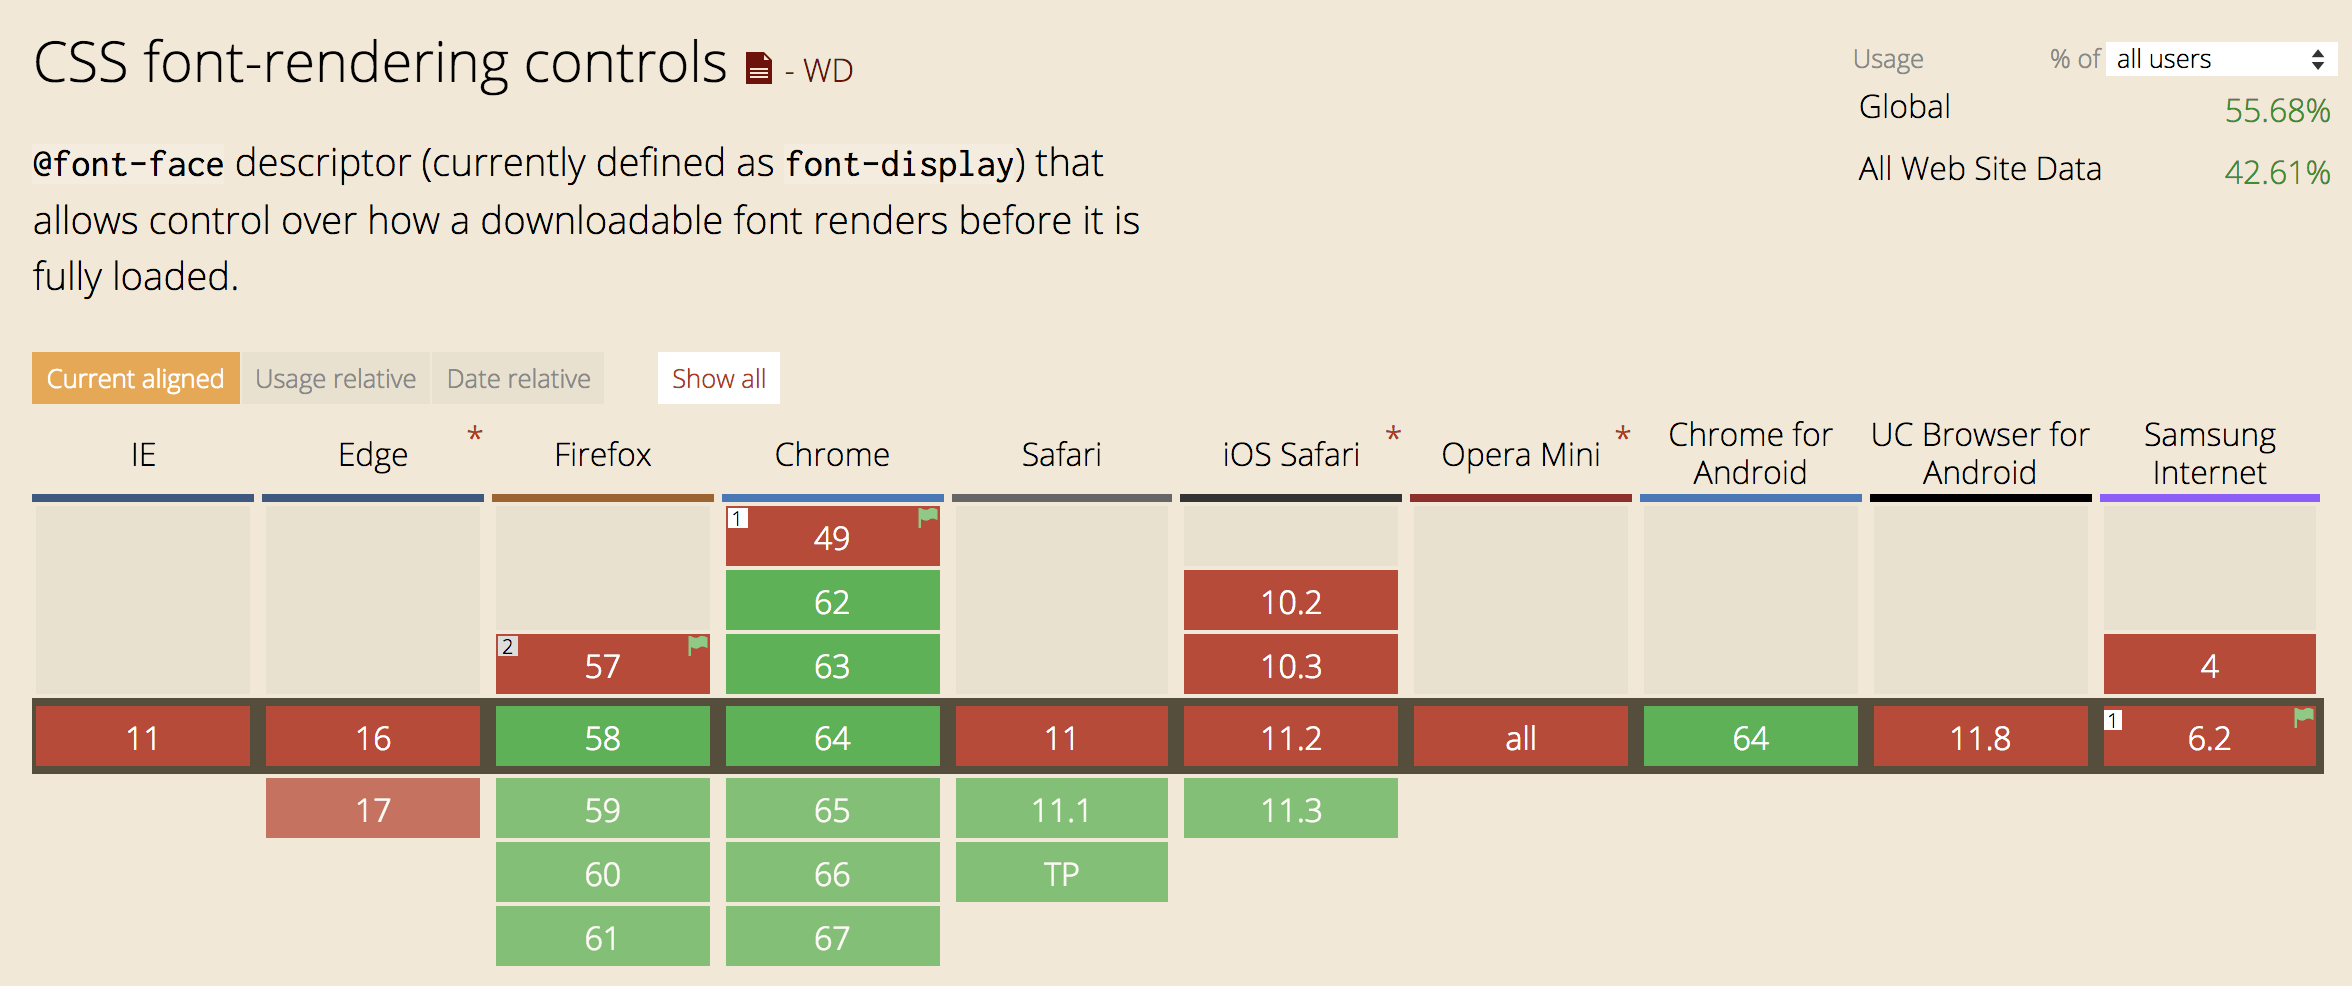 CSS font-rendering controls - WD
Usage % of all users
Global 55.68%
All Web Site Data 42.61%
@font-face descriptor (currently defined as font-display) that
allows control over how a downloadable font renders before it is
fully loaded.
Current aligned Usage relative Date relative Show all
IE Edge * Firefox Chrome Safari iOS Safari * Opera Mini * Chrome for Android UC Browser for Android Samsung Internet
1 49
62 10.2
2 57 63 10.3 4
11 16 58 64 11 11.2 all 64 11.8 1 6.2
17 59 65 11.1 11.3
60 66 TP
61 67